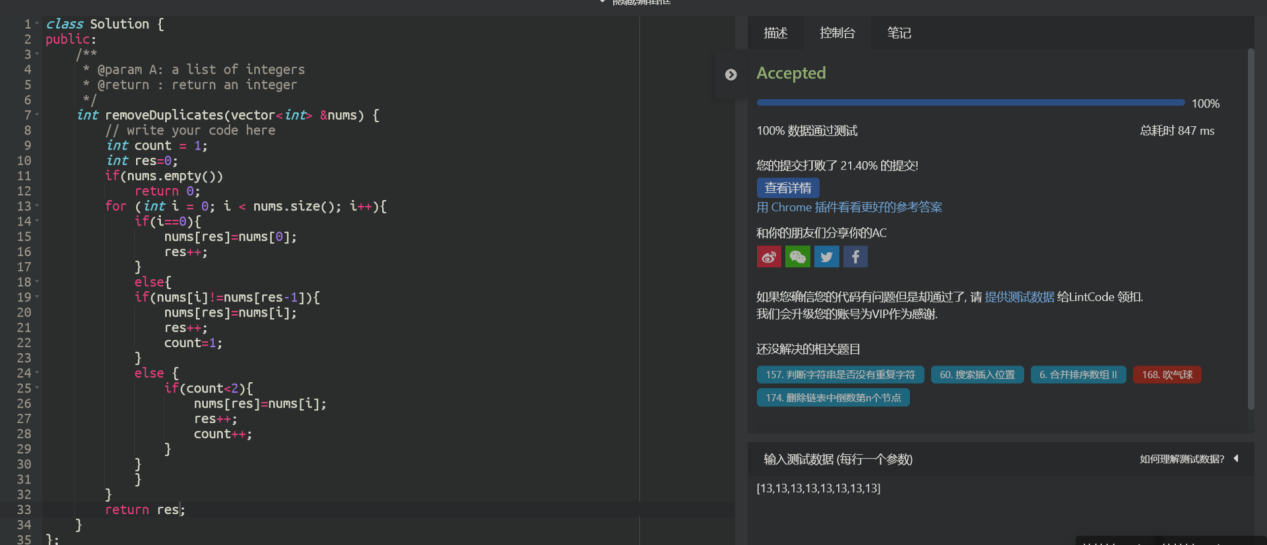 隐藏编辑框
1 class Solution {
2 public:
3     /**
4      * @param A: a list of integers
5      * @return : return an integer
6      */
7     int removeDuplicates(vector<int> &nums) {
8         // write your code here
9         int count = 1;
10         int res=0;
11         if(nums.empty())
12             return 0;
13         for (int i = 0; i < nums.size(); i++){
14             if(i==0){
15                 nums[res]=nums[0];
16                 res++;
17             }
18             else{
19             if(nums[i]!=nums[res-1]){
20                 nums[res]=nums[i];
21                 res++;
22                 count=1;
23             }
24             else {
25                 if(count<2){
26                     nums[res]=nums[i];
27                     res++;
28                     count++;
29                 }
30             }
31             }
32         }
33         return res;
34     }
35 };
描述 控制台 笔记
Accepted
100%
100% 数据通过测试 总耗时 847 ms
您的提交打败了 21.40% 的提交!
查看详情
用 Chrome 插件看看更好的参考答案
和你的朋友们分享你的AC
如果您确信您的代码有问题但是却通过了, 请 提供测试数据 给LintCode 领扣.
我们会升级您的账号为VIP作为感谢.
还没解决的相关题目
157. 判断字符串是否没有重复字符 60. 搜索插入位置 6. 合并排序数组 II 168. 吹气球
174. 删除链表中倒数第n个节点
输入测试数据 (每行一个参数) 如何理解测试数据?
[13,13,13,13,13,13,13,13]